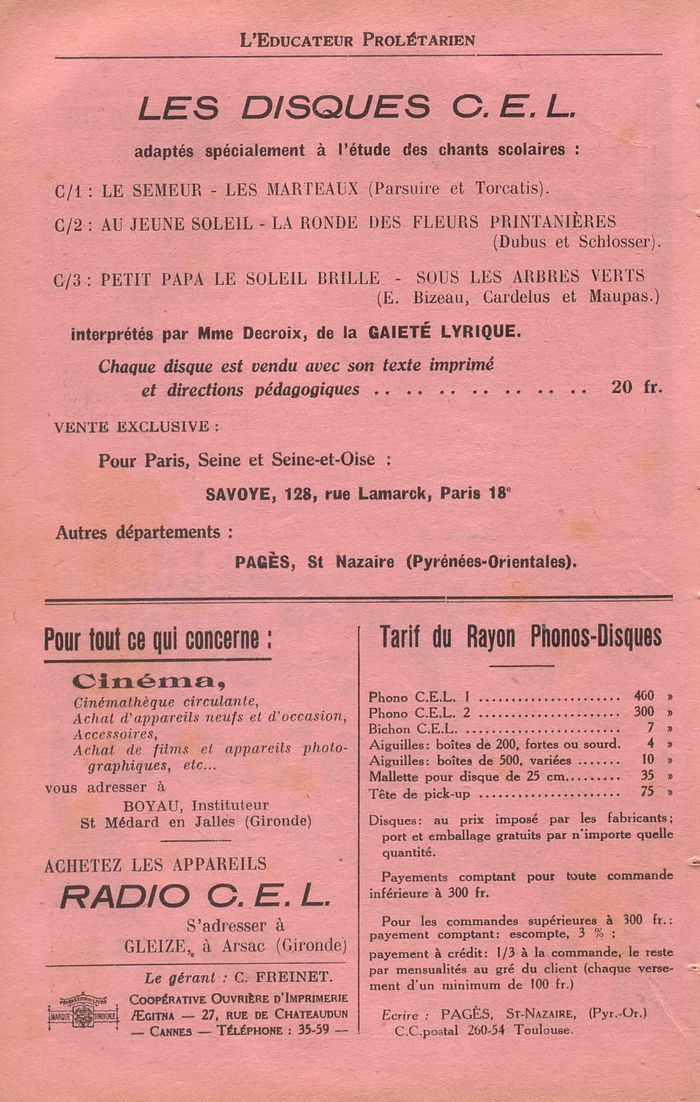 L'Educateur Prolétarien
LES DISQUES C.E.L.
adaptés spécialement à l'étude des chants scolaires :
C/1 : LE SEMEUR - LES MARTEAUX (Parsuire et Torcatis).
C/2 : AU JEUNE SOLEIL - LA RONDE DES FLEURS PRINTANIÈRES
(Dubus et Schlosser).
C/3 : PETIT PAPA LE SOLEIL BRILLE - SOUS LES ARBRES VERTS
(E. Bizeau, Cardelus et Maupas.)
interprétés par Mme Decroix, de la GAIETÉ LYRIQUE.
Chaque disque est vendu avec son texte imprimé
et directions pédagogiques .. .. .. .. .. .. .. 20 fr.
VENTE EXCLUSIVE :
Pour Paris, Seine et Seine-et-Oise :
SAVOYE, 128, rue Lamarck, Paris 18e
Autres départements :
PAGÈS, St Nazaire (Pyrénées-Orientales).
Pour tout ce qui concerne :
Cinéma,
Cinémathèque circulante,
Achat d'appareils neufs et d'occasion,
Accessoires,
Achat de films et appareils photo-
graphiques, etc...
vous adresser à
BOYAU, Instituteur
St Médard en Jalles (Gironde)
ACHETEZ LES APPAREILS
RADIO C.E.L.
S'adresser à
GLEIZE, à Arsac (Gironde)
Le gérant : C. FREINET.
COOPÉRATIVE OUVRIÈRE D'IMPRIMERIE
ÆGITNA — 27, RUE DE CHATEAUDUN
— CANNES — TÉLÉPHONE : 35-59 —
MARQUE SYNDICALE
Tarif du Rayon Phonos-Disques
Phono C.E.L. 1 ...................... 400 »
Phono C.E.L. 2 ...................... 300 »
Bichon C.E.L. ....................... 7 »
Aiguilles: boîtes de 200, fortes ou sourd. 4 »
Aiguilles: boîtes de 500, variées ....... 10 »
Mallette pour disque de 25 cm......... 35 »
Tête de pick-up ...................... 75 »
Disques: au prix imposé par les fabricants;
port et emballage gratuits par n'importe quelle
quantité.
Payements comptant pour toute commande
inférieure à 300 fr.
Pour les commandes supérieures à 300 fr.:
payement comptant: escompte, 3 % ;
payement à crédit: 1/3 à la commande, le reste
par mensualités au gré du client (chaque verse-
ment d'un minimum de 100 fr.)
Ecrire : PAGÈS, ST-NAZAIRE, (Pyr.-Or.)
C.C.postal 260-54 Toulouse.